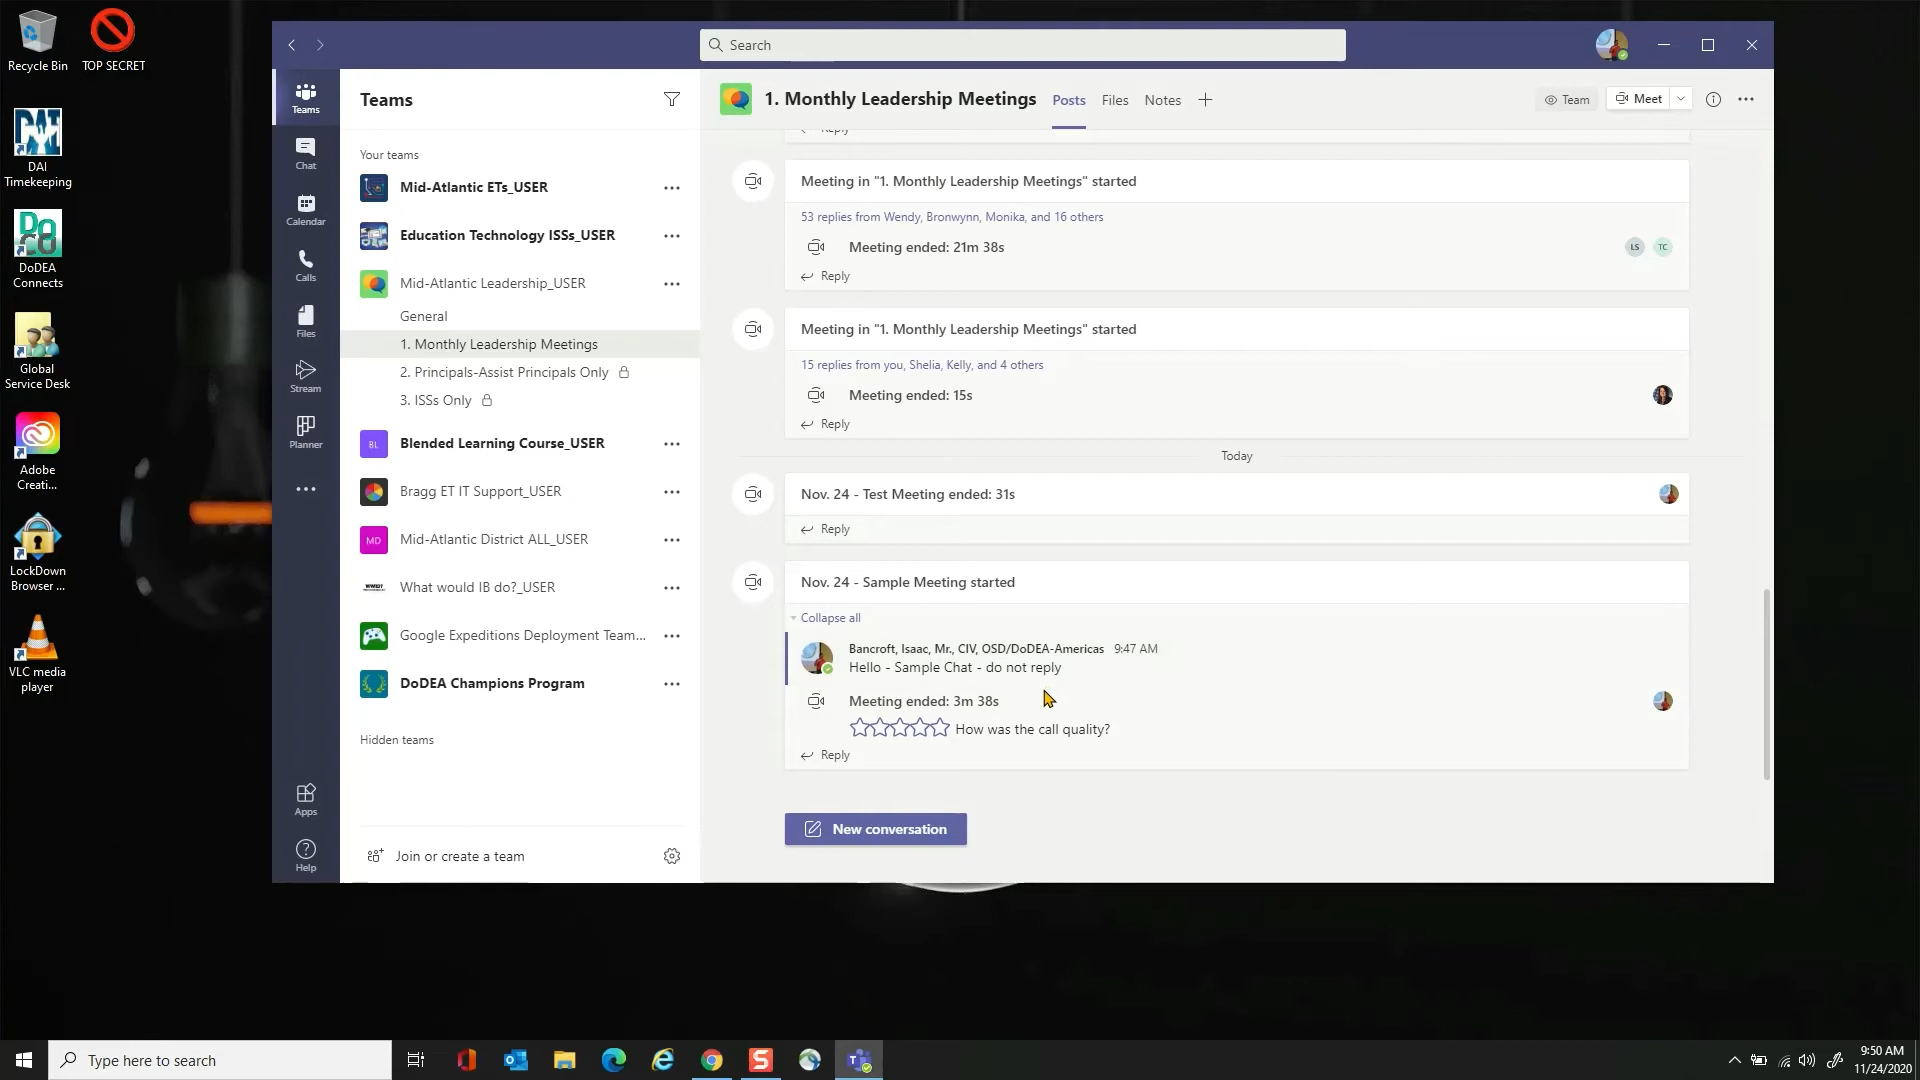 Recycle Bin
TOP SECRET
DAI
Timekeeping
DoDEA
Connects
Global
Service Desk
Adobe
Creati...
LockDown
Browser ...
VLC media
player
Search
Teams
Chat
Calendar
Calls
Files
Stream
Planner
Apps
Help
Teams
Your teams
Mid-Atlantic ETs_USER
Education Technology ISSs_USER
Mid-Atlantic Leadership_USER
General
1. Monthly Leadership Meetings
2. Principals-Assist Principals Only
3. ISSs Only
BL
Blended Learning Course_USER
Bragg ET IT Support_USER
MD
Mid-Atlantic District ALL_USER
What would IB do?_USER
Google Expeditions Deployment Team...
DoDEA Champions Program
Hidden teams
Join or create a team
1. Monthly Leadership Meetings
Posts
Files
Notes
Team
Meet
Reply
Meeting in "1. Monthly Leadership Meetings" started
53 replies from Wendy, Bronwynn, Monika, and 16 others
Meeting ended: 21m 38s
LS
TC
Reply
Meeting in "1. Monthly Leadership Meetings" started
15 replies from you, Shelia, Kelly, and 4 others
Meeting ended: 15s
Reply
Today
Nov. 24 - Test Meeting ended: 31s
Reply
Nov. 24 - Sample Meeting started
Collapse all
Bancroft, Isaac, Mr., CIV, OSD/DoDEA-Americas 9:47 AM
Hello - Sample Chat - do not reply
Meeting ended: 3m 38s
How was the call quality?
Reply
New conversation
Type here to search
9:50 AM
11/24/2020